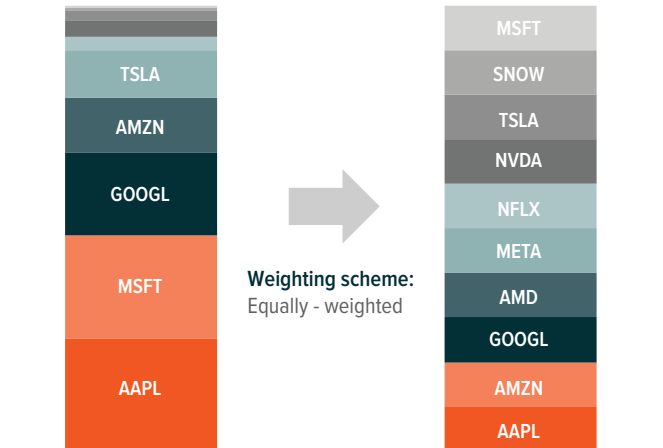 TSLA
AMZN
GOOGL
MSFT
AAPL
Weighting scheme:
Equally - weighted
MSFT
SNOW
TSLA
NVDA
NFLX
META
AMD
GOOGL
AMZN
AAPL